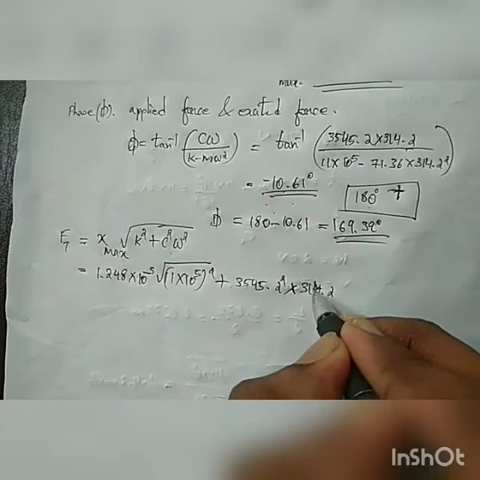 max
Phase(ϕ). applied force & exited force.
ϕ = tan⁻¹ (Cω / K-Mω²) = tan⁻¹ (3545.2 × 314.2 / 11×10⁵ - 71.36 × 314.2²)
= -10.61°
180° +
ϕ = 180-10.61 = 169.39°
F_T = x_max √K²+C²ω²
= 1.248×10⁻⁵ √(1×10⁵)² + 3545.2² × 314.2
InShOt